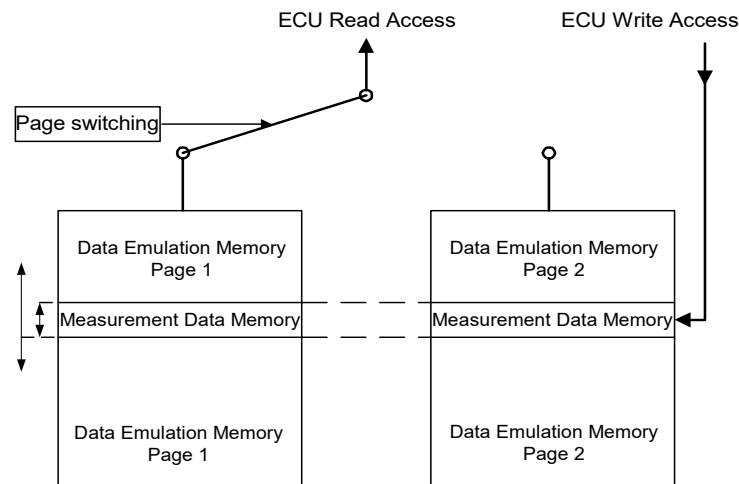 ECU Read Access
ECU Write Access
Page switching
Data Emulation Memory
Page 1
Data Emulation Memory
Page 2
Measurement Data Memory
Measurement Data Memory
Data Emulation Memory
Page 1
Data Emulation Memory
Page 2